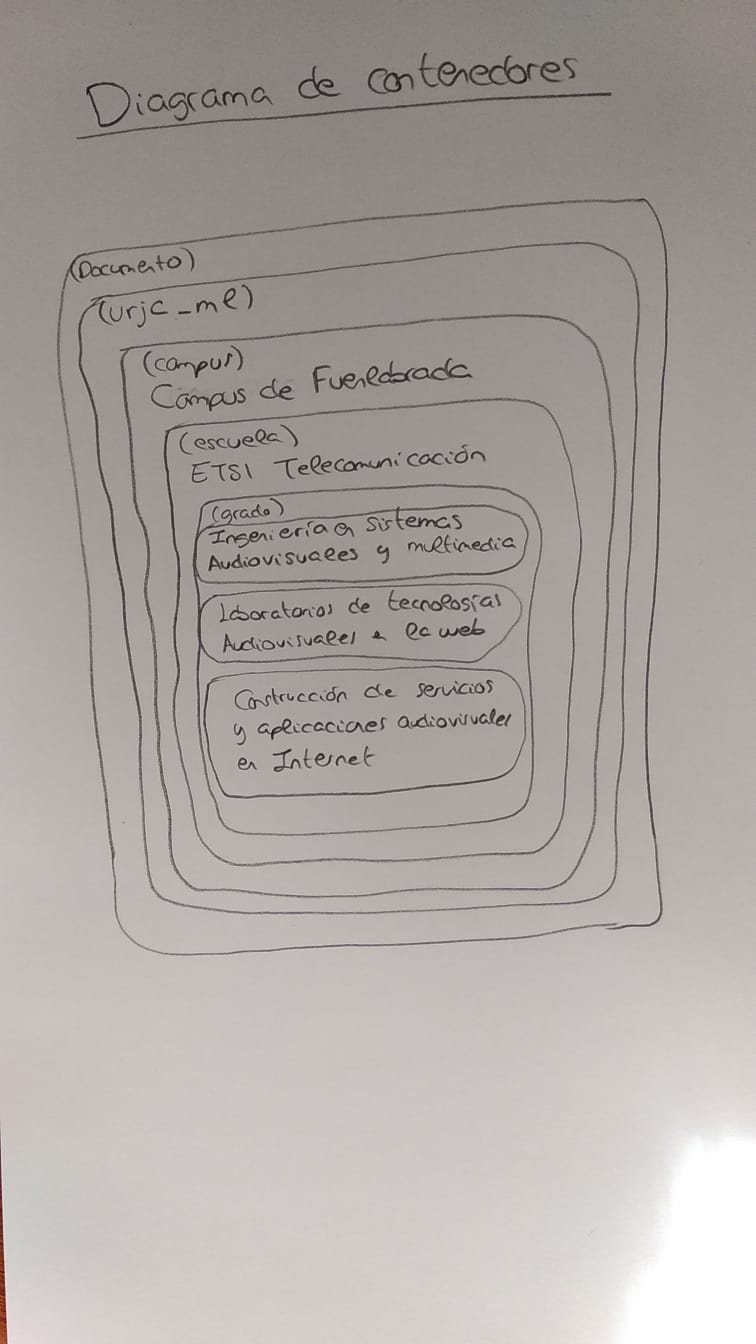 Diagrama de contenedores
(Documento)
(urjc_ml)
(campus)
Campus de Fuenlabrada
(escuela)
ETSI Telecomunicación
(grado)
Ingeniería en sistemas
Audiovisuales y multimedia
Laboratorios de tecnologías
Audiovisuales en la web
Construcción de servicios
y aplicaciones audiovisuales
en Internet